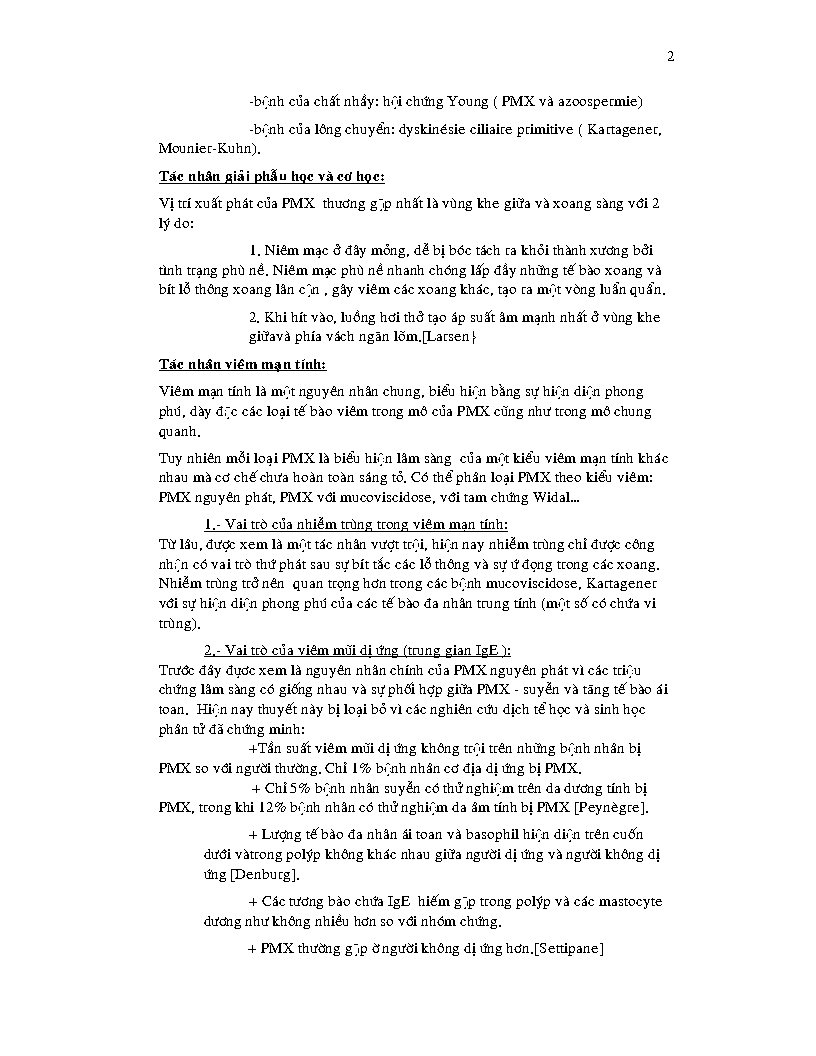 2
-bệnh của chất nhầy: hội chứng Young ( PMX và azoospermie)
-bệnh của lông chuyển: dyskinésie ciliaire primitive ( Kartagener,
Mounier-Kuhn).
Tác nhân giải phẫu học và cơ học:
Vị trí xuất phát của PMX  thương gặp nhất là vùng khe giữa và xoang sàng với 2
lý do:
1. Niêm mạc ở đây mỏng, dễ bị bóc tách ra khỏi thành xương bởi
tình trạng phù nề. Niêm mạc phù nề nhanh chóng lấp đầy những tế bào xoang và
bít lỗ thông xoang lân cận , gây viêm các xoang khác, tạo ra một vòng luẩn quẩn.
2. Khi hít vào, luồng hơi thở tạo áp suất âm mạnh nhất ở vùng khe
giữavà phía vách ngăn lõm.[Larsen}
Tác nhân viêm mạn tính:
Viêm mạn tính là một nguyên nhân chung, biểu hiện bằng sự hiện diện phong
phú, dày đặc các loại tế bào viêm trong mô của PMX cũng như trong mô chung
quanh.
Tuy nhiên mỗi loại PMX là biểu hiện lâm sàng  của một kiểu viêm mạn tính khác
nhau mà cơ chế chưa hoàn toàn sáng tỏ. Có thể phân loại PMX theo kiểu viêm:
PMX nguyên phát, PMX với mucoviscidose, với tam chứng Widal...
1.- Vai trò của nhiễm trùng trong viêm mạn tính:
Từ lâu, được xem là một tác nhân vượt trội, hiện nay nhiễm trùng chỉ được công
nhận có vai trò thứ phát sau sự bít tắc các lỗ thông và sự ứ đọng trong các xoang.
Nhiễm trùng trở nên  quan trọng hơn trong các bệnh mucoviscidose, Kartagener
với sự hiện diện phong phú của các tế bào đa nhân trung tính (một số có chứa vi
trùng).
2.- Vai trò của viêm mũi dị ứng (trung gian IgE ):
Trước đây đựơc xem là nguyên nhân chính của PMX nguyên phát vì các triệu
chứng lâm sàng có giống nhau và sự phối hợp giữa PMX - suyễn và tăng tế bào ái
toan.  Hiện nay thuyết này bị loại bỏ vì các nghiên cứu dịch tể học và sinh học
phân tử đã chứng minh:
+Tần suất viêm mũi dị ứng không trội trên những bệnh nhân bị
PMX so với người thường. Chỉ 1% bệnh nhân cơ địa dị ứng bị PMX.
+ Chỉ 5% bệnh nhân suyễn có thử nghiệm trên da dương tính bị
PMX, trong khi 12% bệnh nhân có thử nghiệm da âm tính bị PMX [Peynègre].
+ Lượng tế bào đa nhân ái toan và basophil hiện diện trên cuốn
dưới vàtrong polýp không khác nhau giữa người dị ứng và người không dị
ứng [Denburg].
+ Các tương bào chứa IgE  hiếm gặp trong polýp và các mastocyte
dương như không nhiều hơn so với nhóm chứng.
+ PMX thường gặp ờ người không dị ứng hơn.[Settipane]